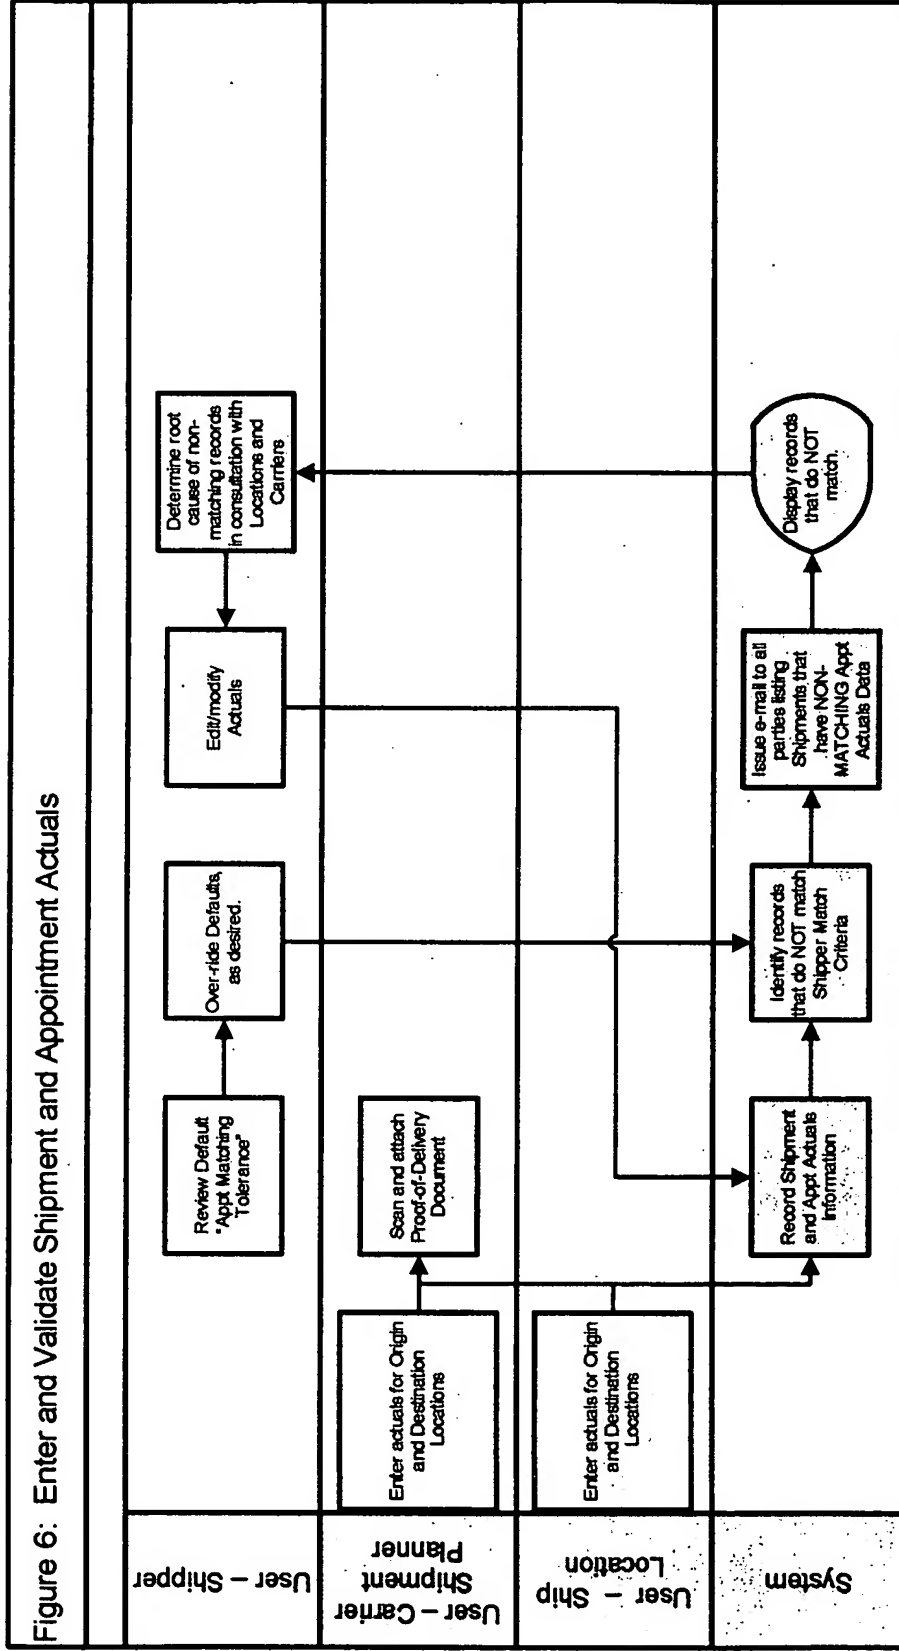 Figure 6: Enter and Validate Shipment and Appointment Actuals
User – Shipper
Review Default
"Appt Matching
Tolerance"
Over-ride Defaults,
as desired.
Edit/modify
Actuals
Determine root
cause of non-
matching records
in consultation with
Locations and
Carriers
User – Carrier
Shipment
Planner
Enter actuals for Origin
and Destination
Locations
Scan and attach
Proof-of-Delivery
Document
User – Ship
Location
Enter actuals for Origin
and Destination
Locations
System
Record Shipment
and Appt Actuals
Information
Identify records
that do NOT match
Shipper Match
Criteria
Issue e-mail to all
parties listing
Shipments that
have NON-
MATCHING Appt
Actuals Data
Display records
that do NOT
match.